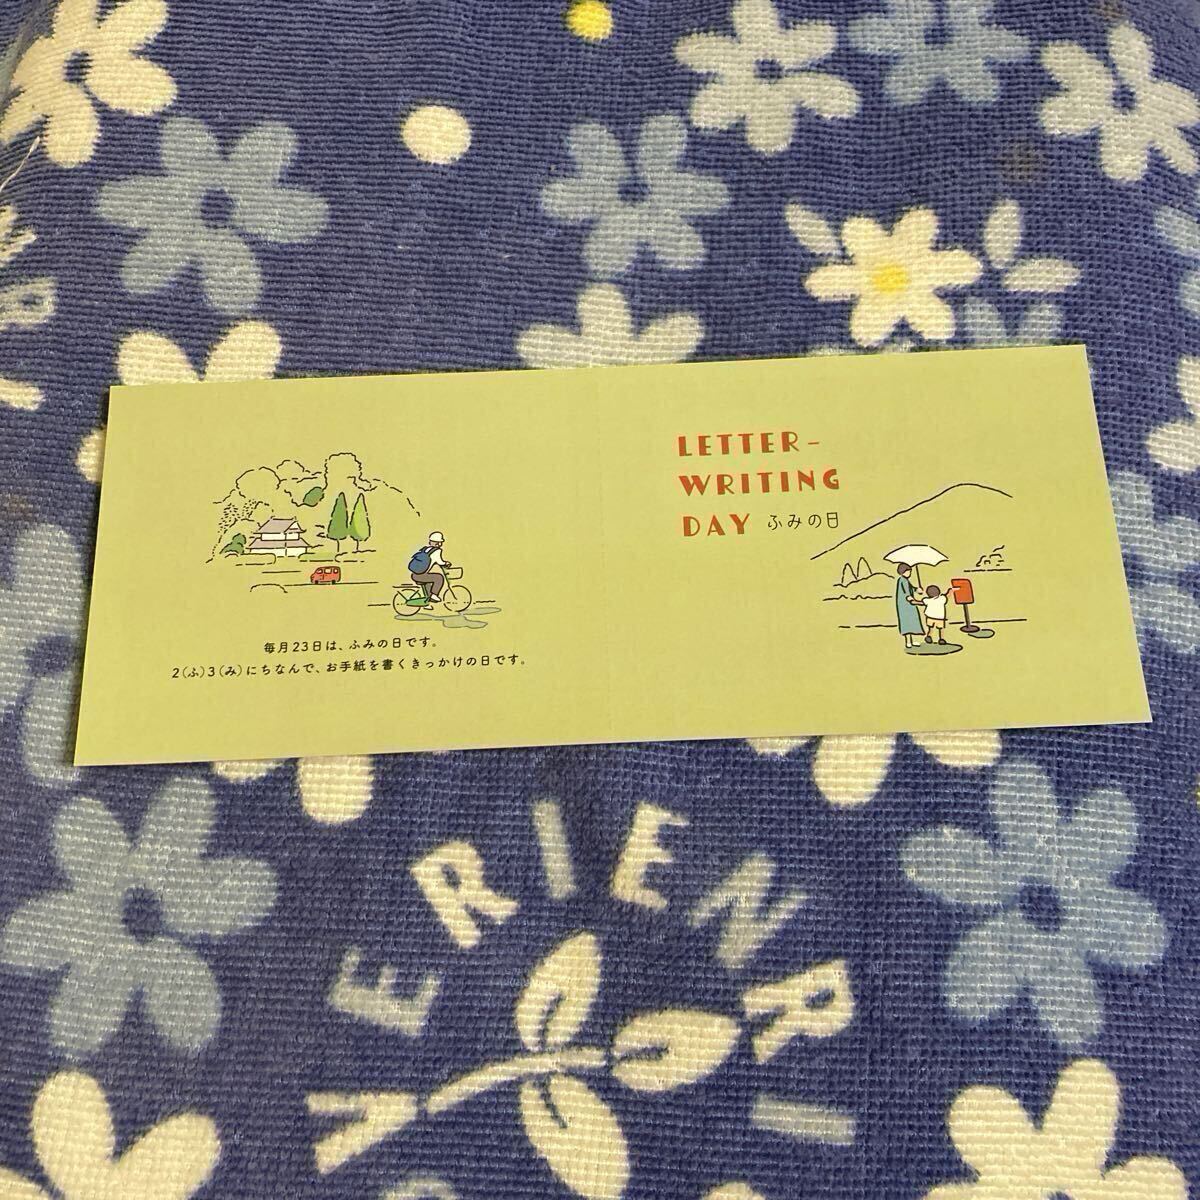 毎月23日は、ふみの日です。
2(ふ)3(み)にちなんで、お手紙を書くきっかけの日です。
LETTER-
WRITING
DAY ふみの日